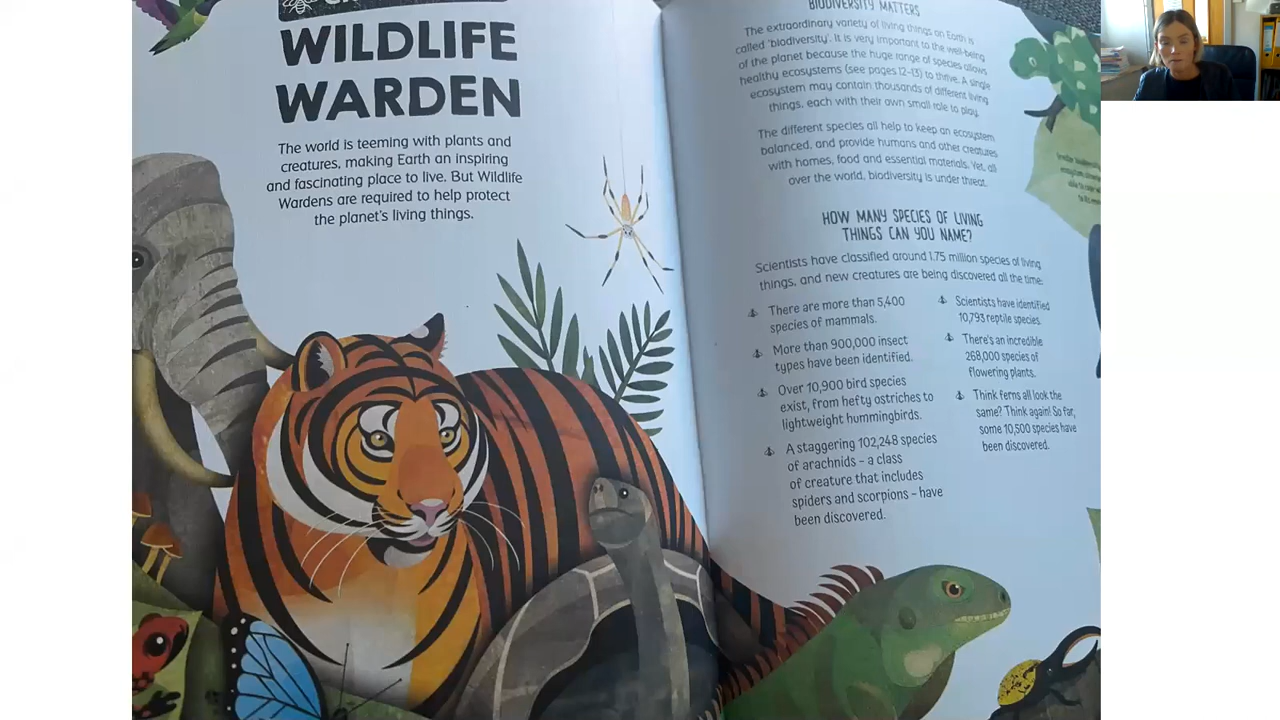 WILDLIFE
WARDEN
The world is teeming with plants and
creatures, making Earth an inspiring
and fascinating place to live. But Wildlife
Wardens are required to help protect
the planet's living things.
BIODIVERSITY MATTERS
The extraordinary variety of living things on Earth is
called 'biodiversity'. It is very important to the well-being
of the planet because the huge range of species allows
healthy ecosystems (see pages 12-13) to thrive. A single
ecosystem may contain thousands of different living
things, each with their own small role to play.
The different species all help to keep an ecosystem
balanced, and provide humans and other creatures
with homes, food and essential materials. Yet, all
over the world, biodiversity is under threat.
HOW MANY SPECIES OF LIVING
THINGS CAN YOU NAME?
Scientists have classified around 1.75 million species of living
things, and new creatures are being discovered all the time:
There are more than 5,400
species of mammals.
More than 900,000 insect
types have been identified.
Over 10,900 bird species
exist, from hefty ostriches to
lightweight hummingbirds.
A staggering 102,248 species
of arachnids – a class
of creature that includes
spiders and scorpions – have
been discovered.
Scientists have identified
10,793 reptile species.
There's an incredible
268,000 species of
flowering plants.
Think ferns all look the
same? Think again! So far,
some 10,500 species have
been discovered.